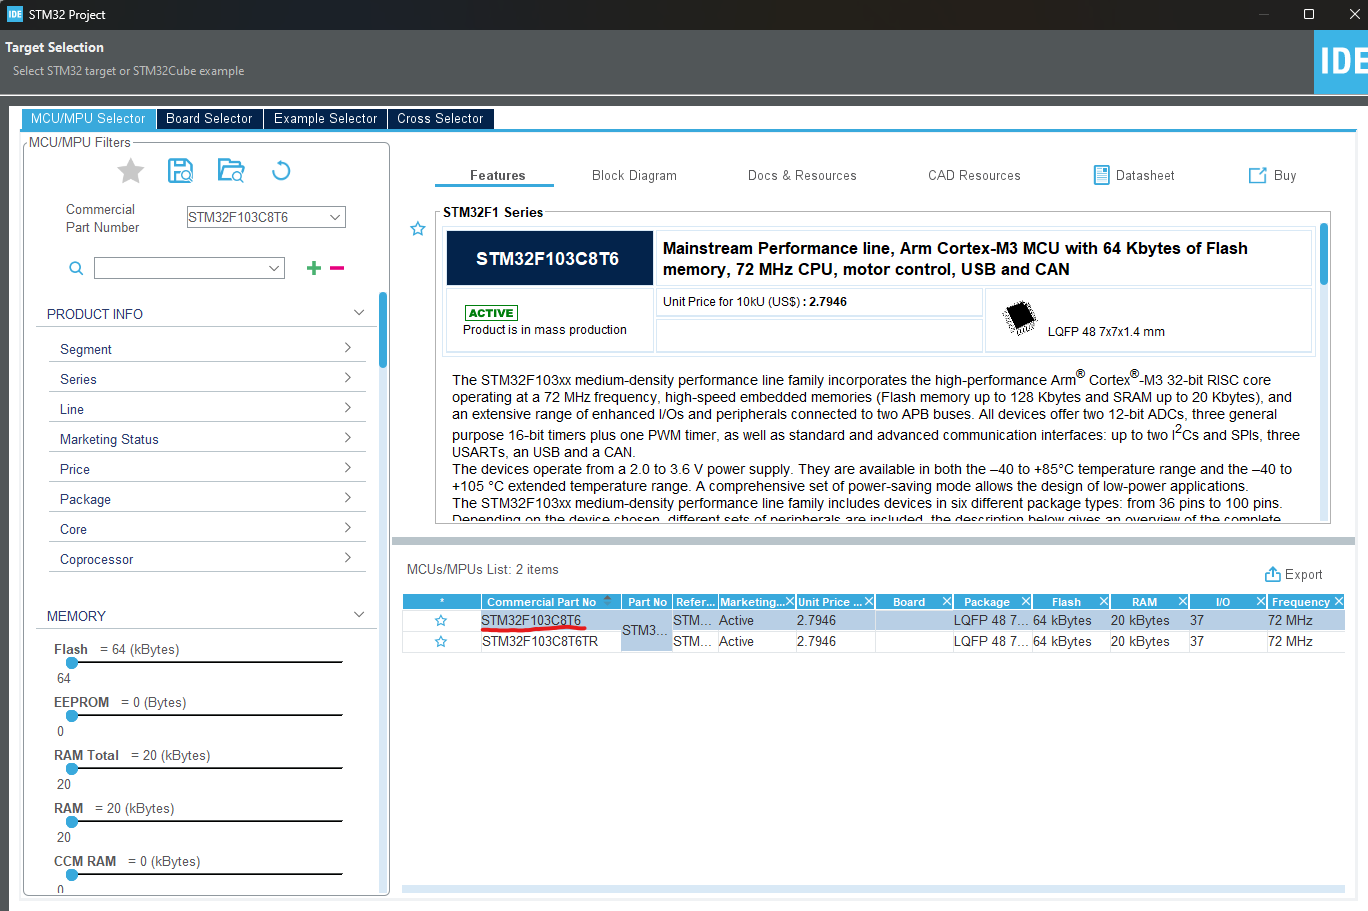 IDE STM32 Project
Target Selection
Select STM32 target or STM32Cube example
IDE
MCU/MPU Selector Board Selector Example Selector Cross Selector
MCU/MPU Filters
Commercial
Part Number
STM32F103C8T6
PRODUCT INFO
Segment
Series
Line
Marketing Status
Price
Package
Core
Coprocessor
MEMORY
Flash = 64 (kBytes)
64
EEPROM = 0 (Bytes)
0
RAM Total = 20 (kBytes)
20
RAM = 20 (kBytes)
20
CCM RAM = 0 (kBytes)
0
Features Block Diagram Docs & Resources CAD Resources Datasheet Buy
STM32F1 Series
STM32F103C8T6
Mainstream Performance line, Arm Cortex-M3 MCU with 64 Kbytes of Flash
memory, 72 MHz CPU, motor control, USB and CAN
ACTIVE
Product is in mass production
Unit Price for 10kU (US$) : 2.7946
LQFP 48 7x7x1.4 mm
The STM32F103xx medium-density performance line family incorporates the high-performance Arm® Cortex®-M3 32-bit RISC core
operating at a 72 MHz frequency, high-speed embedded memories (Flash memory up to 128 Kbytes and SRAM up to 20 Kbytes), and
an extensive range of enhanced I/Os and peripherals connected to two APB buses. All devices offer two 12-bit ADCs, three general
purpose 16-bit timers plus one PWM timer, as well as standard and advanced communication interfaces: up to two I2Cs and SPIs, three
USARTs, an USB and a CAN.
The devices operate from a 2.0 to 3.6 V power supply. They are available in both the –40 to +85°C temperature range and the –40 to
+105 °C extended temperature range. A comprehensive set of power-saving mode allows the design of low-power applications.
The STM32F103xx medium-density performance line family includes devices in six different package types: from 36 pins to 100 pins.
Depending on the device chosen, different sets of peripherals are included, the description below gives an overview of the complete
MCUs/MPUs List: 2 items
Export
* Commercial Part No Part No Refer... Marketing... Unit Price ... Board Package Flash RAM I/O Frequency
STM32F103C8T6 STM3... STM... Active 2.7946 LQFP 48 7... 64 kBytes 20 kBytes 37 72 MHz
STM32F103C8T6TR STM... Active 2.7946 LQFP 48 7... 64 kBytes 20 kBytes 37 72 MHz